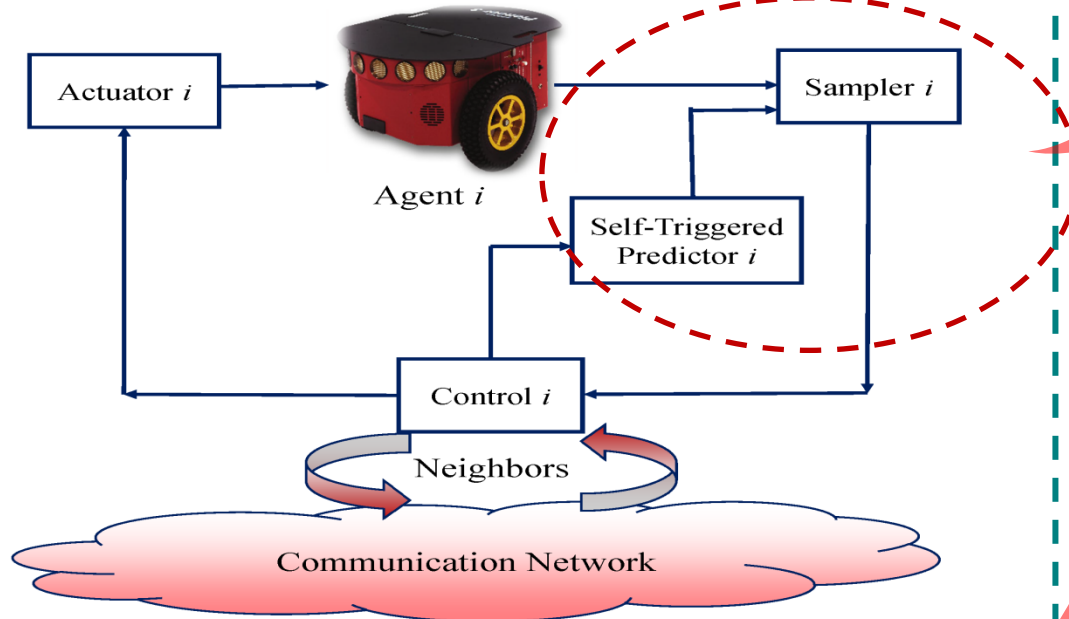 Actuator i
Sampler i
Agent i
Self-Triggered
Predictor i
Control i
Neighbors
Communication Network